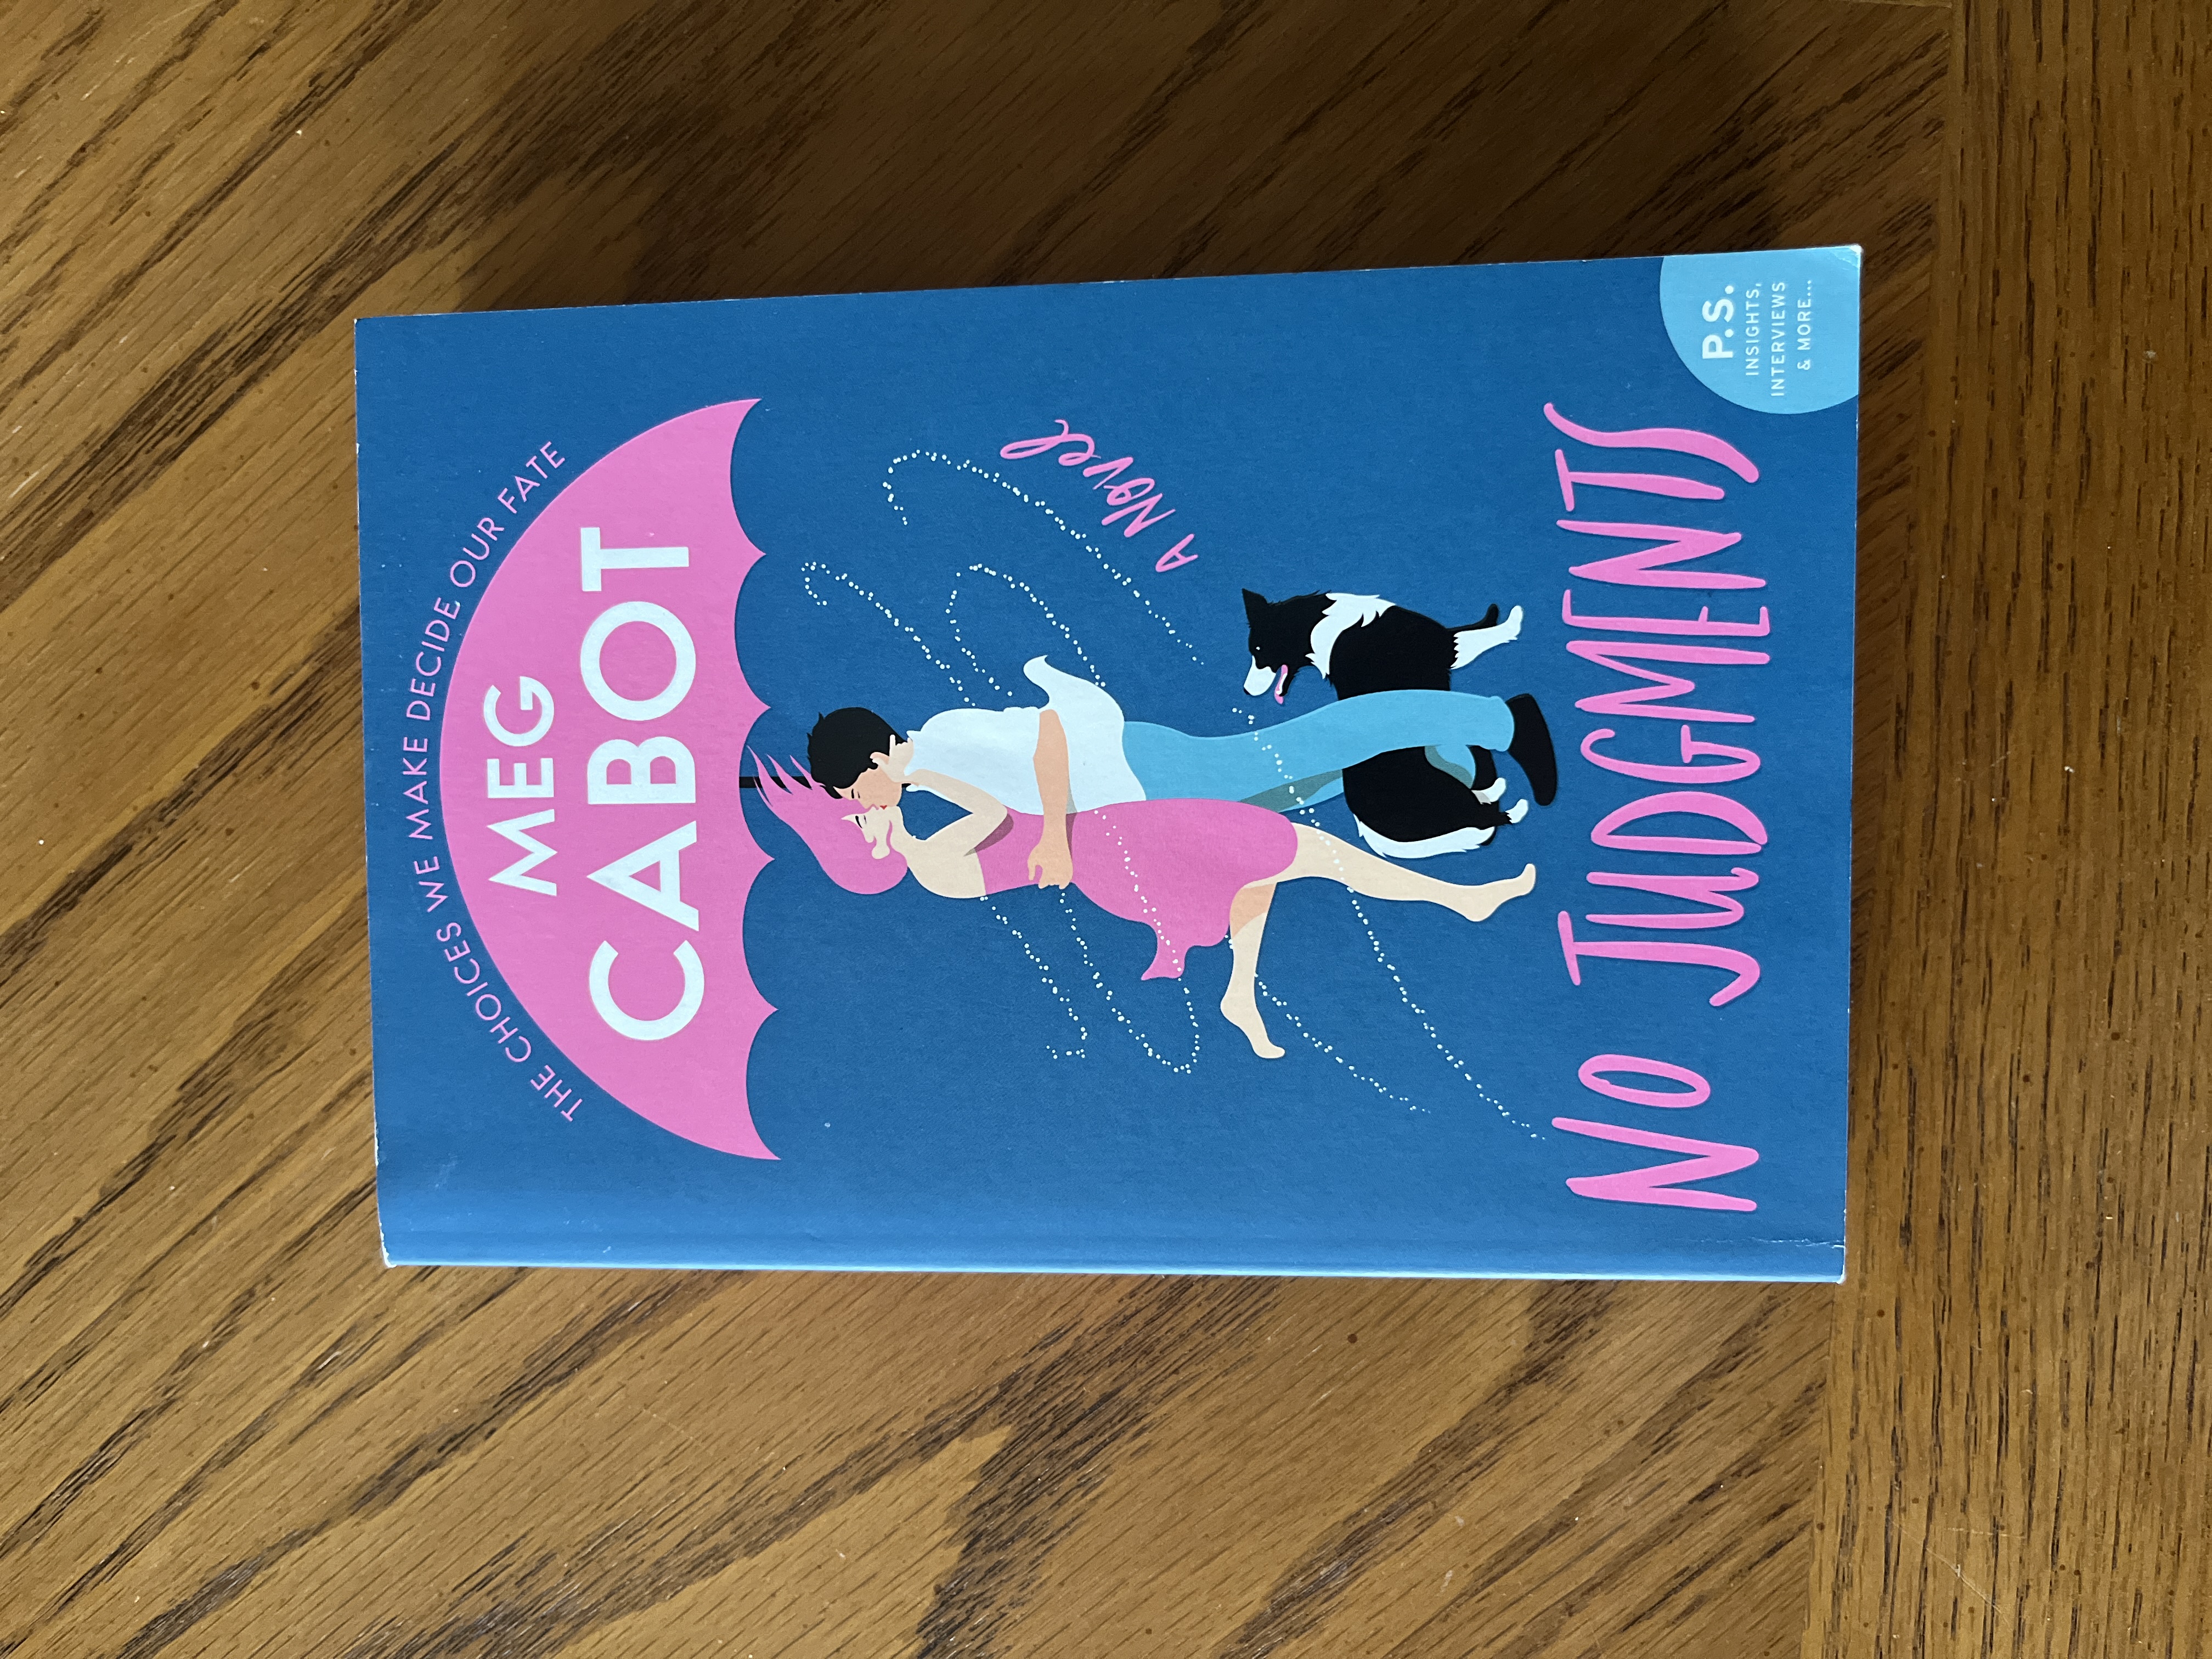 THE CHOICES WE MAKE DECIDE OUR FATE
MEG
CABOT
A Novel
NO JUDGMENTS
P.S.
INSIGHTS,
INTERVIEWS
& MORE...